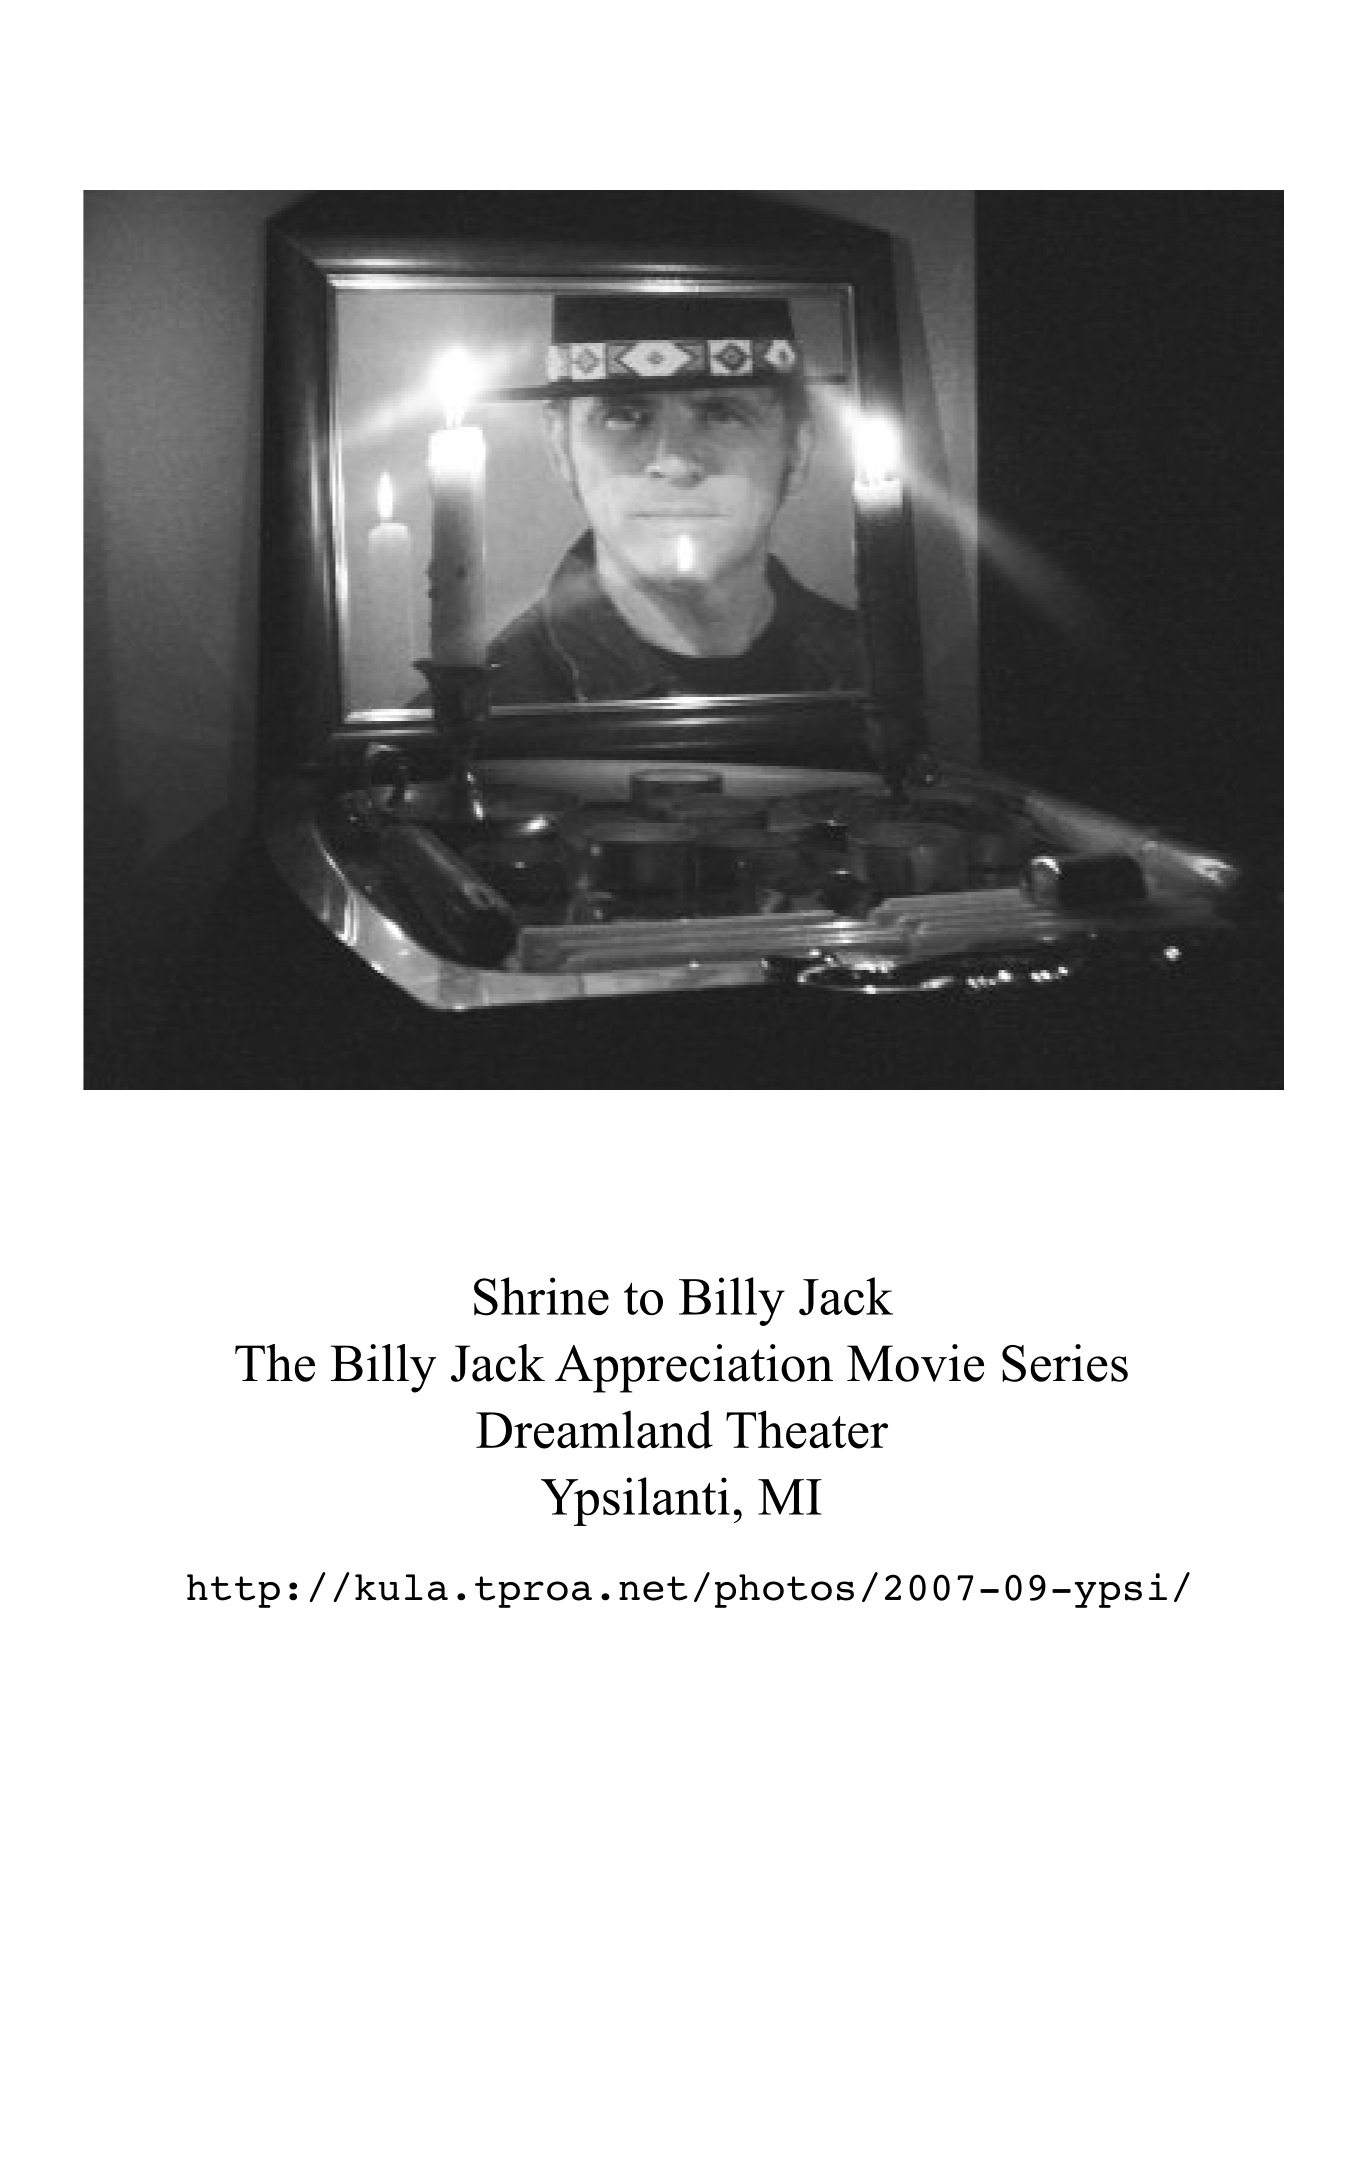 Shrine to Billy Jack
The Billy Jack Appreciation Movie Series
Dreamland Theater
Ypsilanti, MI
http://kula.tproa.net/photos/2007-09-ypsi/